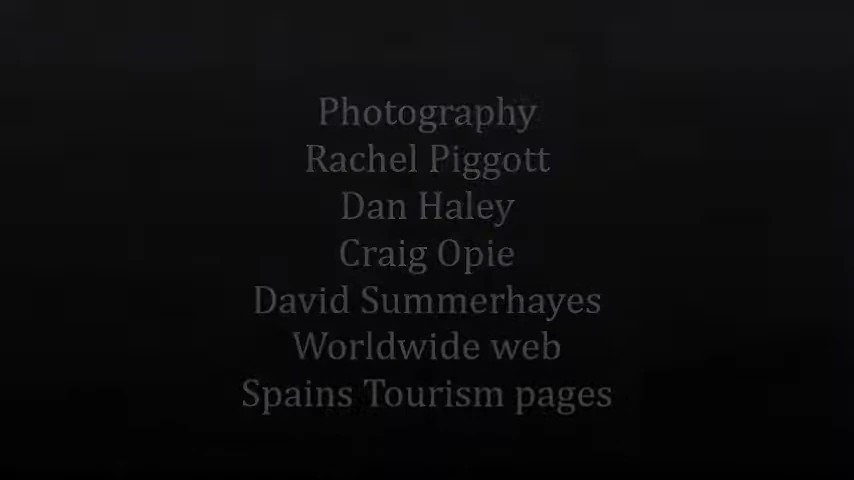 Photography
Rachel Piggott
Dan Haley
Craig Opie
David Summerhayes
Worldwide web
Spains Tourism pages